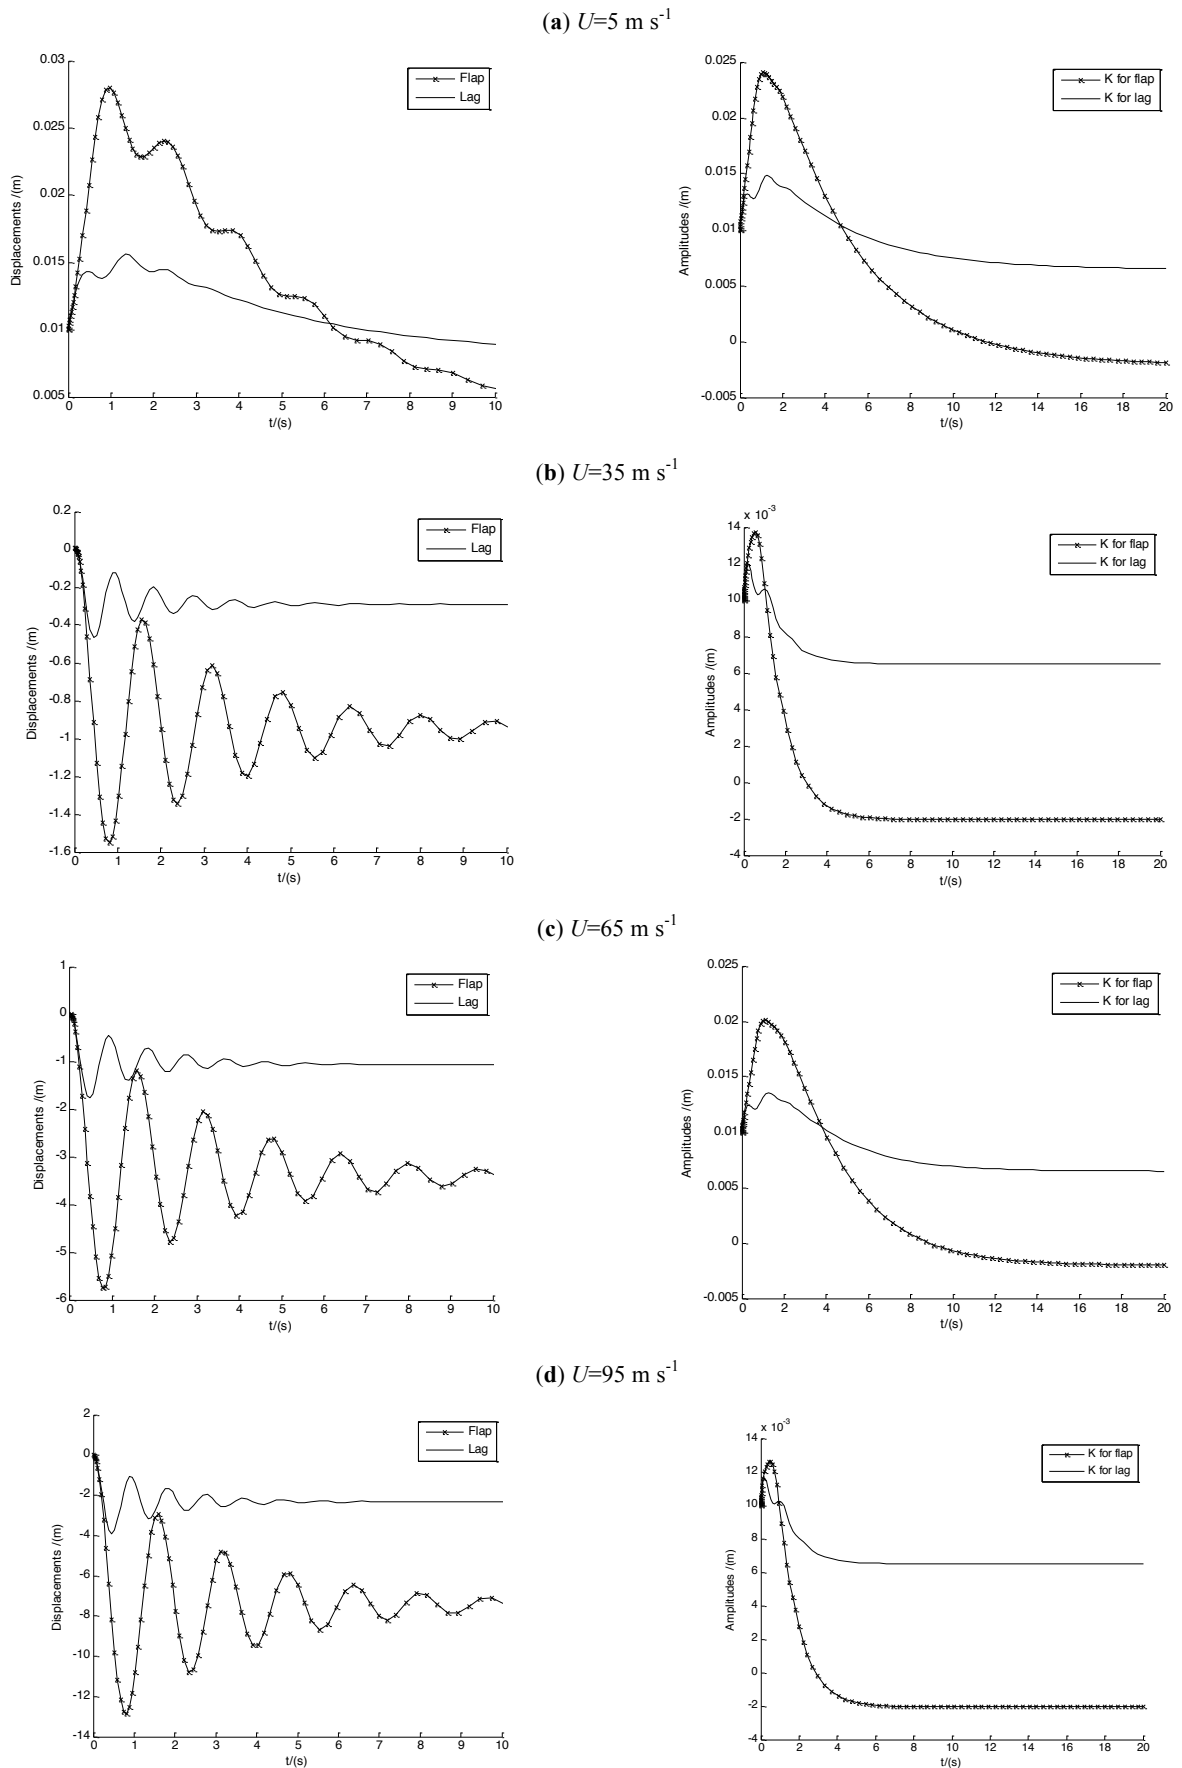 (a) U=5 m s-1
0.03
0.025
0.02
0.015
0.01
0.005
Displacements /(m)
Flap
Lag
0 1 2 3 4 5 6 7 8 9 10
t/(s)
0.025
0.02
0.015
0.01
0.005
0
-0.005
Amplitudes /(m)
K for flap
K for lag
0 2 4 6 8 10 12 14 16 18 20
t/(s)
(b) U=35 m s-1
0.2
0
-0.2
-0.4
-0.6
-0.8
-1
-1.2
-1.4
-1.6
Displacements /(m)
Flap
Lag
0 1 2 3 4 5 6 7 8 9 10
t/(s)
x 10-3
14
12
10
8
6
4
2
0
-2
-4
Amplitudes /(m)
K for flap
K for lag
0 2 4 6 8 10 12 14 16 18 20
t/(s)
(c) U=65 m s-1
1
0
-1
-2
-3
-4
-5
-6
Displacements /(m)
Flap
Lag
0 1 2 3 4 5 6 7 8 9 10
t/(s)
0.025
0.02
0.015
0.01
0.005
0
-0.005
Amplitudes /(m)
K for flap
K for lag
0 2 4 6 8 10 12 14 16 18 20
t/(s)
(d) U=95 m s-1
2
0
-2
-4
-6
-8
-10
-12
-14
Displacements /(m)
Flap
Lag
0 1 2 3 4 5 6 7 8 9 10
t/(s)
x 10-3
14
12
10
8
6
4
2
0
-2
-4
Amplitudes /(m)
K for flap
K for lag
0 2 4 6 8 10 12 14 16 18 20
t/(s)